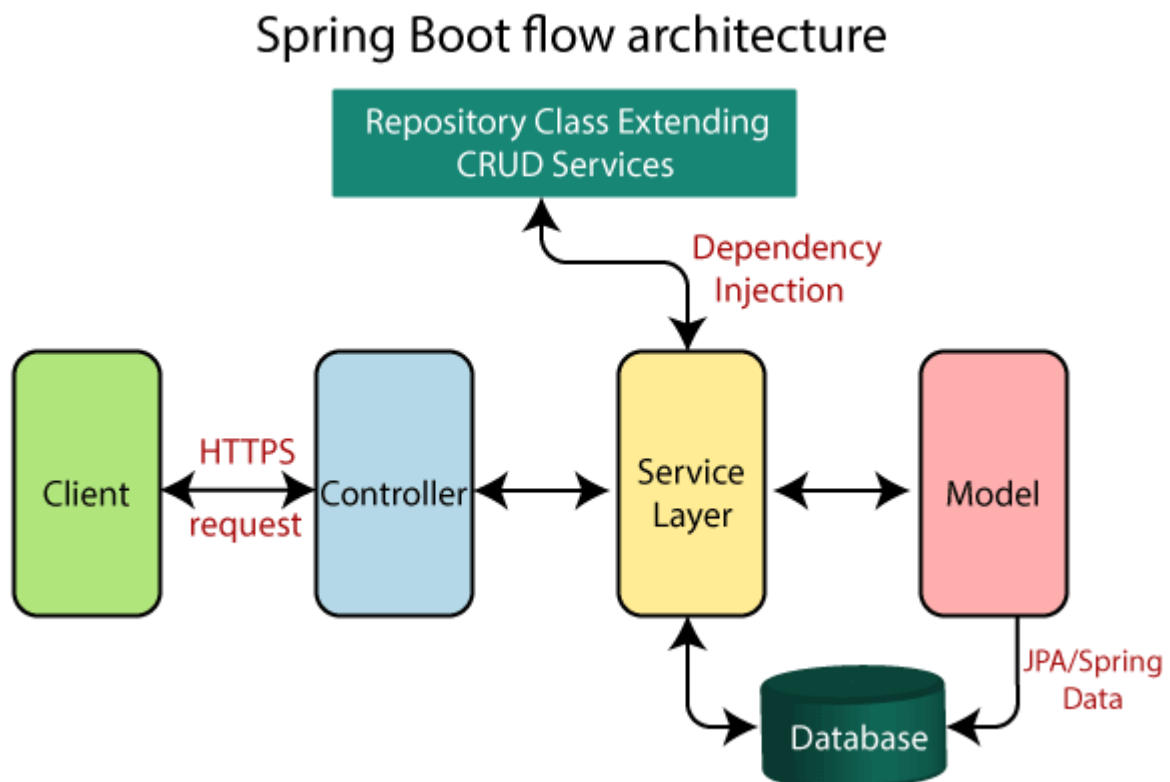 Spring Boot flow architecture
Repository Class Extending
CRUD Services
Dependency
Injection
Client
HTTPS
request
Controller
Service
Layer
Model
JPA/Spring
Data
Database